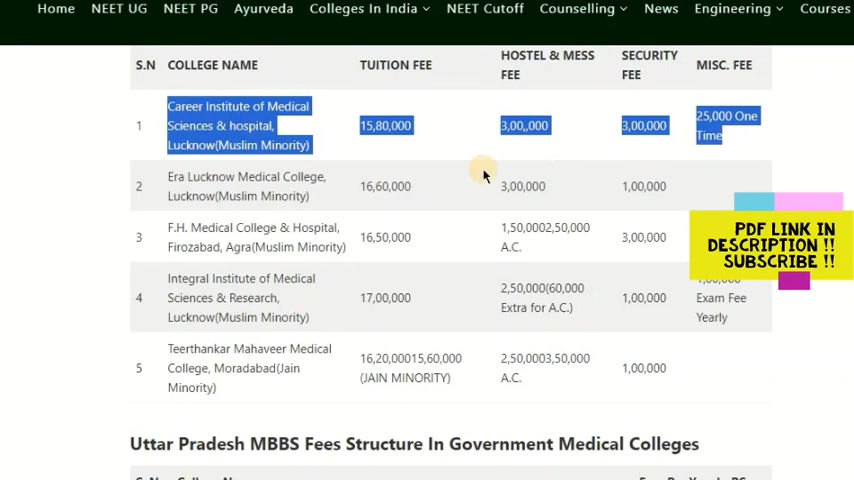 Home NEET UG NEET PG Ayurveda Colleges In India NEET Cutoff Counselling News Engineering Courses
S.N COLLEGE NAME TUITION FEE HOSTEL & MESS FEE SECURITY FEE MISC. FEE
1 Career Institute of Medical Sciences & hospital, Lucknow(Muslim Minority) 15,80,000 3,00,,000 3,00,000 25,000 One Time
2 Era Lucknow Medical College, Lucknow(Muslim Minority) 16,60,000 3,00,000 1,00,000
3 F.H. Medical College & Hospital, Firozabad, Agra(Muslim Minority) 16,50,000 1,50,0002,50,000 A.C. 3,00,000
4 Integral Institute of Medical Sciences & Research, Lucknow(Muslim Minority) 17,00,000 2,50,000(60,000 Extra for A.C.) 1,00,000 Exam Fee Yearly
5 Teerthankar Mahaveer Medical College, Moradabad(Jain Minority) 16,20,00015,60,000 (JAIN MINORITY) 2,50,0003,50,000 A.C. 1,00,000
PDF LINK IN
DESCRIPTION !!
SUBSCRIBE !!
Uttar Pradesh MBBS Fees Structure In Government Medical Colleges